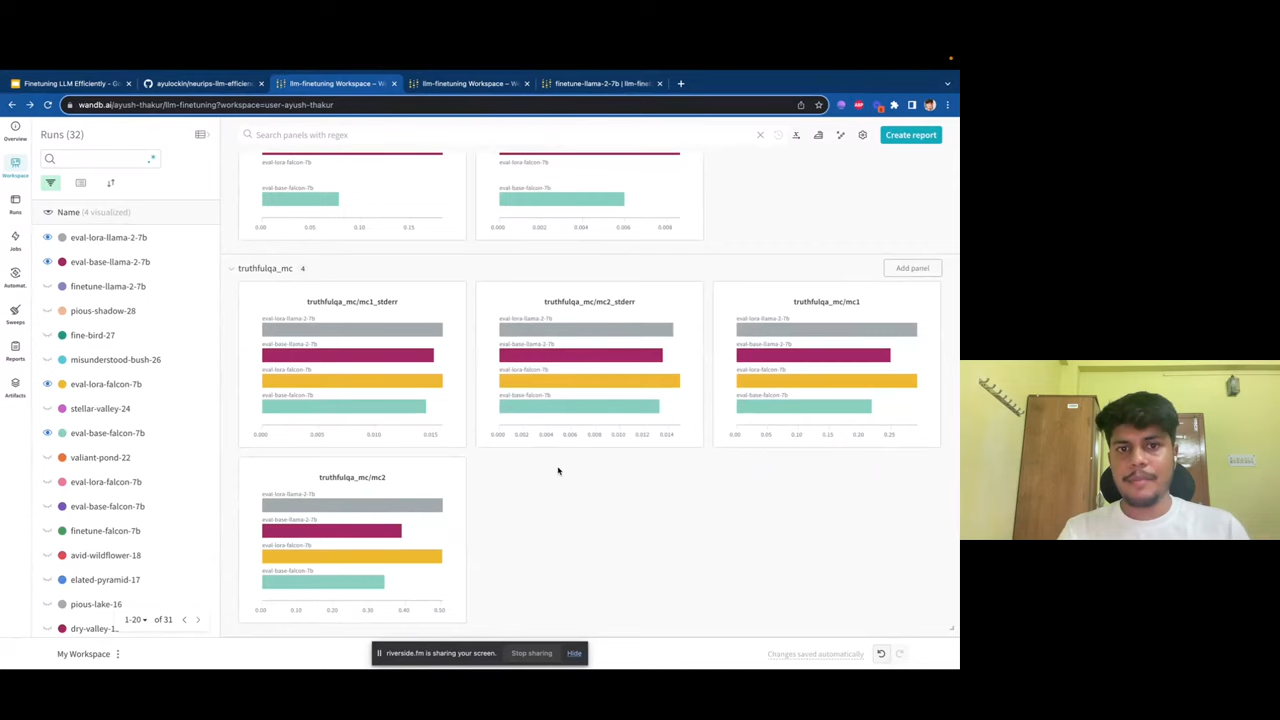 Finetuning LLM Efficiently – G
ayulockin/neurips-llm-efficien
llm-finetuning Workspace – W
llm-finetuning Workspace – W
finetune-llama-2-7b | llm-fine
wandb.ai/ayush-thakur/llm-finetuning?workspace=user-ayush-thakur
Overview
Workspace
Runs
Jobs
Automat.
Sweeps
Reports
Artifacts
Runs (32)
Name (4 visualized)
eval-lora-llama-2-7b
eval-base-llama-2-7b
finetune-llama-2-7b
pious-shadow-28
fine-bird-27
misunderstood-bush-26
eval-lora-falcon-7b
stellar-valley-24
eval-base-falcon-7b
valiant-pond-22
eval-lora-falcon-7b
eval-base-falcon-7b
finetune-falcon-7b
avid-wildflower-18
elated-pyramid-17
pious-lake-16
dry-valley-1
1-20 of 31
My Workspace
Search panels with regex
Create report
eval-lora-falcon-7b
eval-base-falcon-7b
0.00 0.05 0.10 0.15
eval-lora-falcon-7b
eval-base-falcon-7b
0.000 0.002 0.004 0.006 0.008
truthfulqa_mc 4
Add panel
truthfulqa_mc/mc1_stderr
eval-lora-llama-2-7b
eval-base-llama-2-7b
eval-lora-falcon-7b
eval-base-falcon-7b
0.000 0.005 0.010 0.015
truthfulqa_mc/mc2_stderr
eval-lora-llama-2-7b
eval-base-llama-2-7b
eval-lora-falcon-7b
eval-base-falcon-7b
0.000 0.002 0.004 0.006 0.008 0.010 0.012 0.014
truthfulqa_mc/mc1
eval-lora-llama-2-7b
eval-base-llama-2-7b
eval-lora-falcon-7b
eval-base-falcon-7b
0.00 0.05 0.10 0.15 0.20 0.25
truthfulqa_mc/mc2
eval-lora-llama-2-7b
eval-base-llama-2-7b
eval-lora-falcon-7b
eval-base-falcon-7b
0.00 0.10 0.20 0.30 0.40 0.50
riverside.fm is sharing your screen.
Stop sharing
Hide
Changes saved automatically